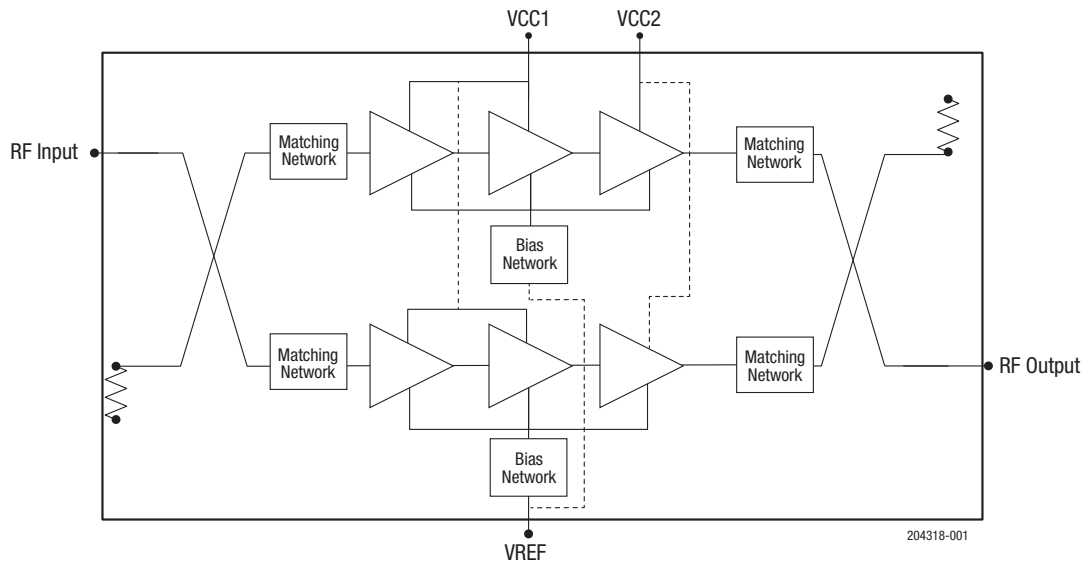 VCC1
VCC2
RF Input
Matching
Network
Matching
Network
Bias
Network
Matching
Network
Matching
Network
RF Output
Bias
Network
VREF
204318-001